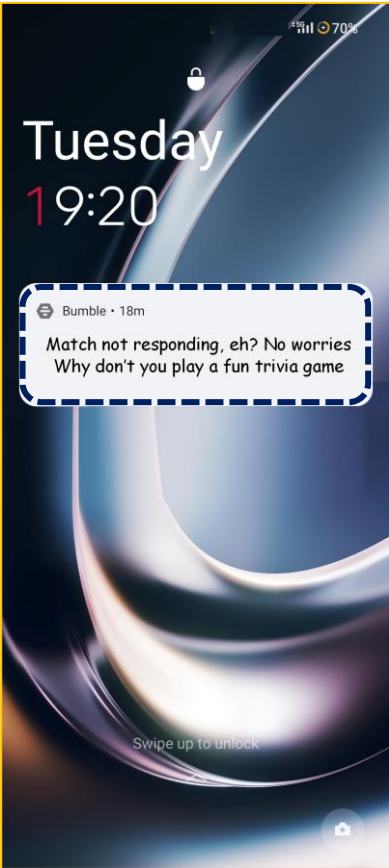 5G 70%
Tuesday
19:20
Bumble • 18m
Match not responding, eh? No worries
Why don't you play a fun trivia game
Swipe up to unlock